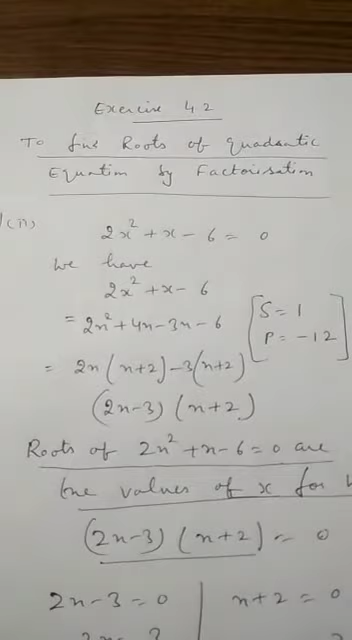 Exercise 4.2
To find Roots of Quadratic
Equation by Factorisation
1(ii)
2x² + x - 6 = 0
We have
2x² + x - 6
= 2x² + 4x - 3x - 6 [S = 1
P = -12]
= 2x (x+2) - 3(x+2)
(2x-3) (x+2)
Roots of 2x² + x - 6 = 0 are
the values of x for
(2x-3) (x+2) = 0
2x - 3 = 0 | x + 2 = 0